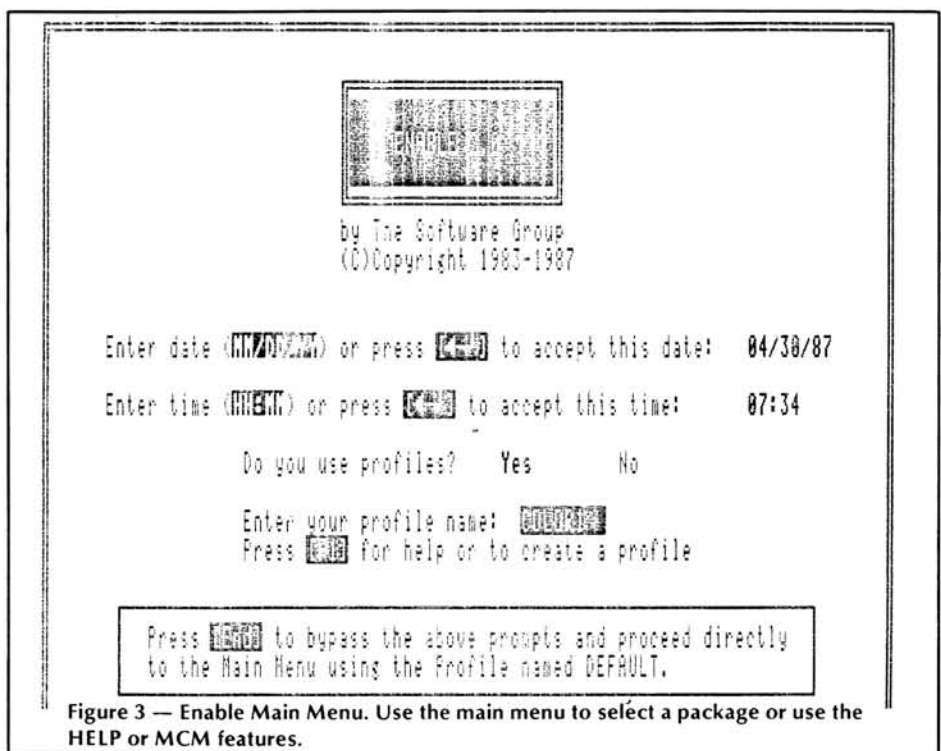 ENABLE
by The Software Group
(C)Copyright 1983-1987
Enter date (MM/DD/YY) or press to accept this date: 04/30/87
Enter time (HH:MM) or press to accept this time: 07:34
Do you use profiles? Yes No
Enter your profile name:
Press for help or to create a profile
Press to bypass the above prompts and proceed directly
to the Main Menu using the Profile named DEFAULT.
Figure 3 — Enable Main Menu. Use the main menu to select a package or use the
HELP or MCM features.